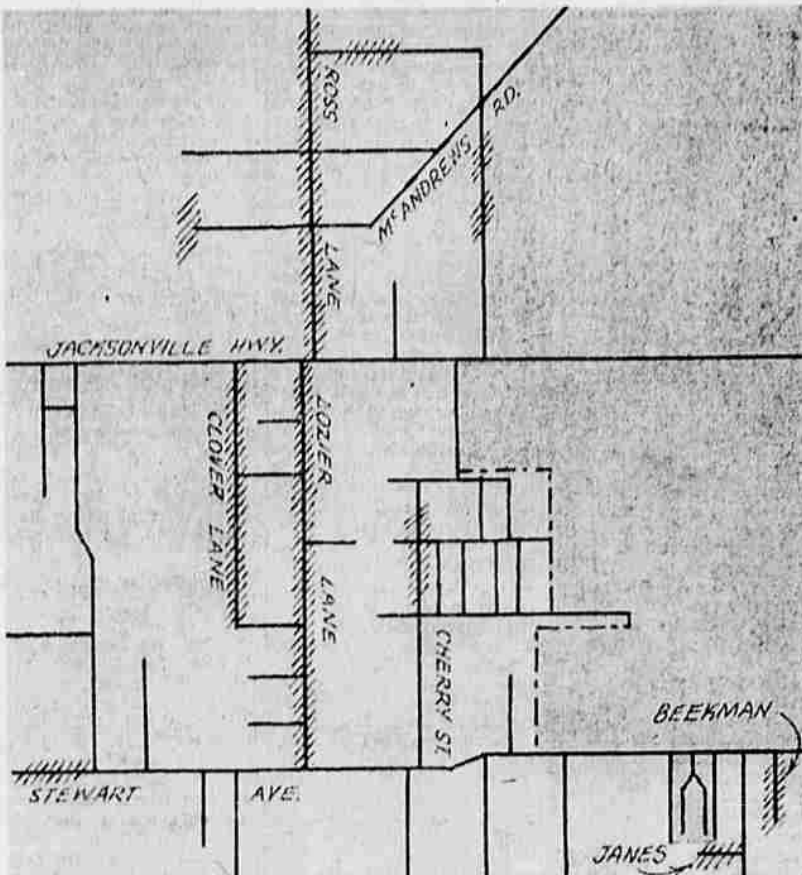 ROSS
LANE
McANDREWS RD.
JACKSONVILLE HWY.
CLOVER LANE
LOZIER
LANE
CHERRY ST.
BEEKMAN
STEWART AVE.
JANES